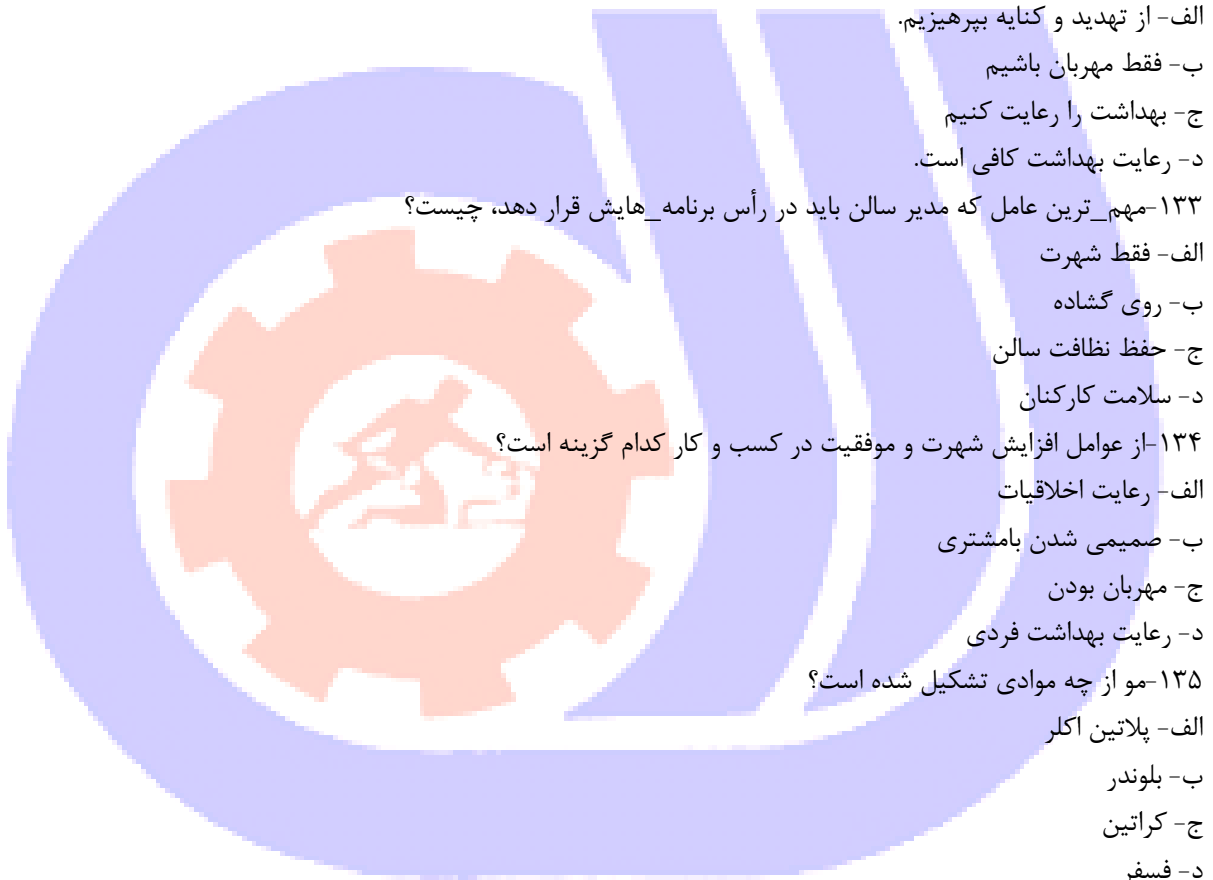 الف- از تهدید و کنایه بپرهیزیم.
ب- فقط مهربان باشیم
ج- بهداشت را رعایت کنیم
د- رعایت بهداشت کافی است.
۱۳۳-مهم_ترین عامل که مدیر سالن باید در رأس برنامه_هایش قرار دهد، چیست؟
الف- فقط شهرت
ب- روی گشاده
ج- حفظ نظافت سالن
د- سلامت کارکنان
۱۳۴-از عوامل افزایش شهرت و موفقیت در کسب و کار کدام گزینه است؟
الف- رعایت اخلاقیات
ب- صمیمی شدن بامشتری
ج- مهربان بودن
د- رعایت بهداشت فردی
۱۳۵-مو از چه موادی تشکیل شده است؟
الف- پلاتین اکلر
ب- بلوندر
ج- کراتین
د- فسفر